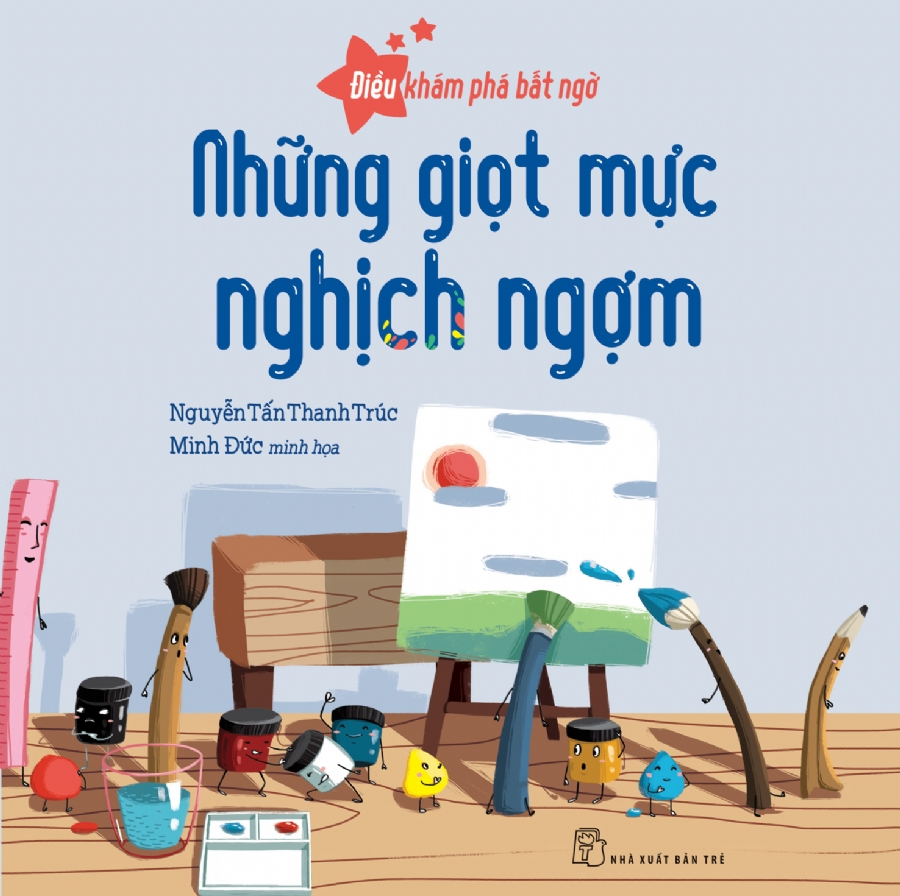 Điều khám phá bất ngờ
Những giọt mực
nghịch ngợm
Nguyễn Tấn Thanh Trúc
Minh Đức minh họa
NHÀ XUẤT BẢN TRẺ